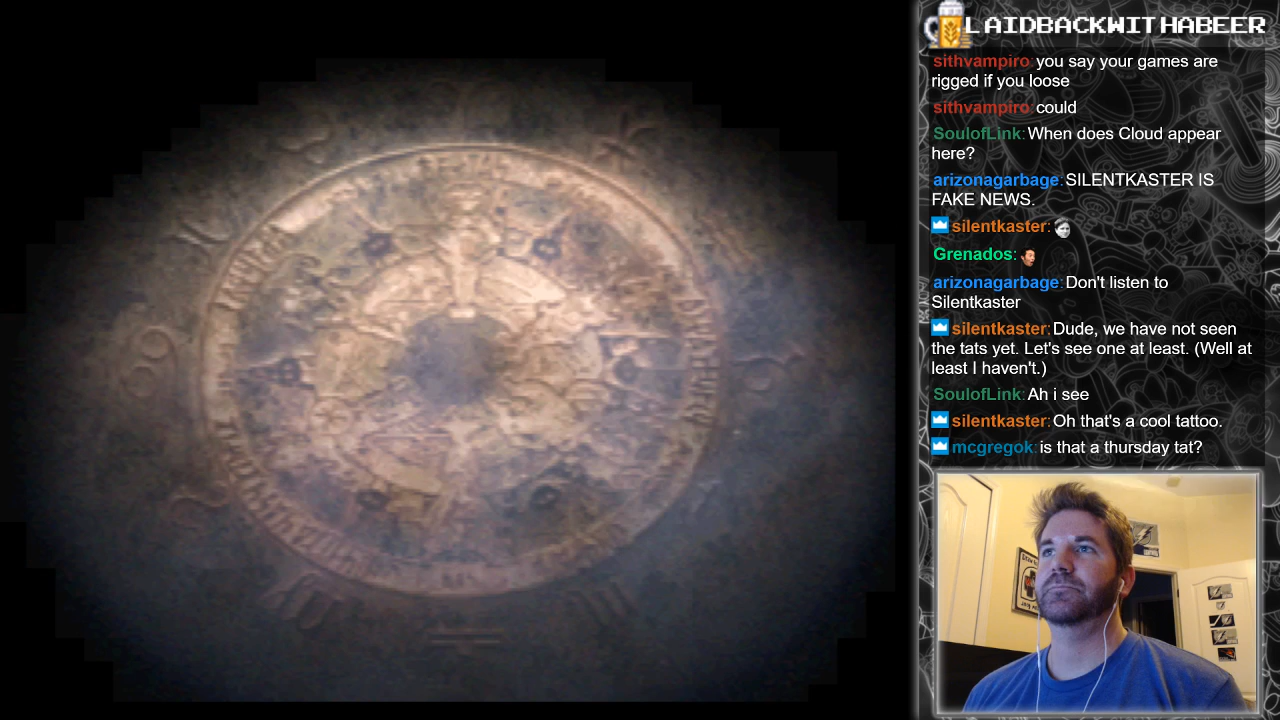 LAIDBACKWITHABEER
sithvampiro: you say your games are
rigged if you loose
sithvampiro: could
SoulofLink: When does Cloud appear
here?
arizonagarbage: SILENTKASTER IS
FAKE NEWS.
silentkaster:
Grenados:
arizonagarbage: Don't listen to
Silentkaster
silentkaster: Dude, we have not seen
the tats yet. Let's see one at least. (Well at
least I haven't.)
SoulofLink: Ah i see
silentkaster: Oh that's a cool tattoo.
mcgregok: is that a thursday tat?